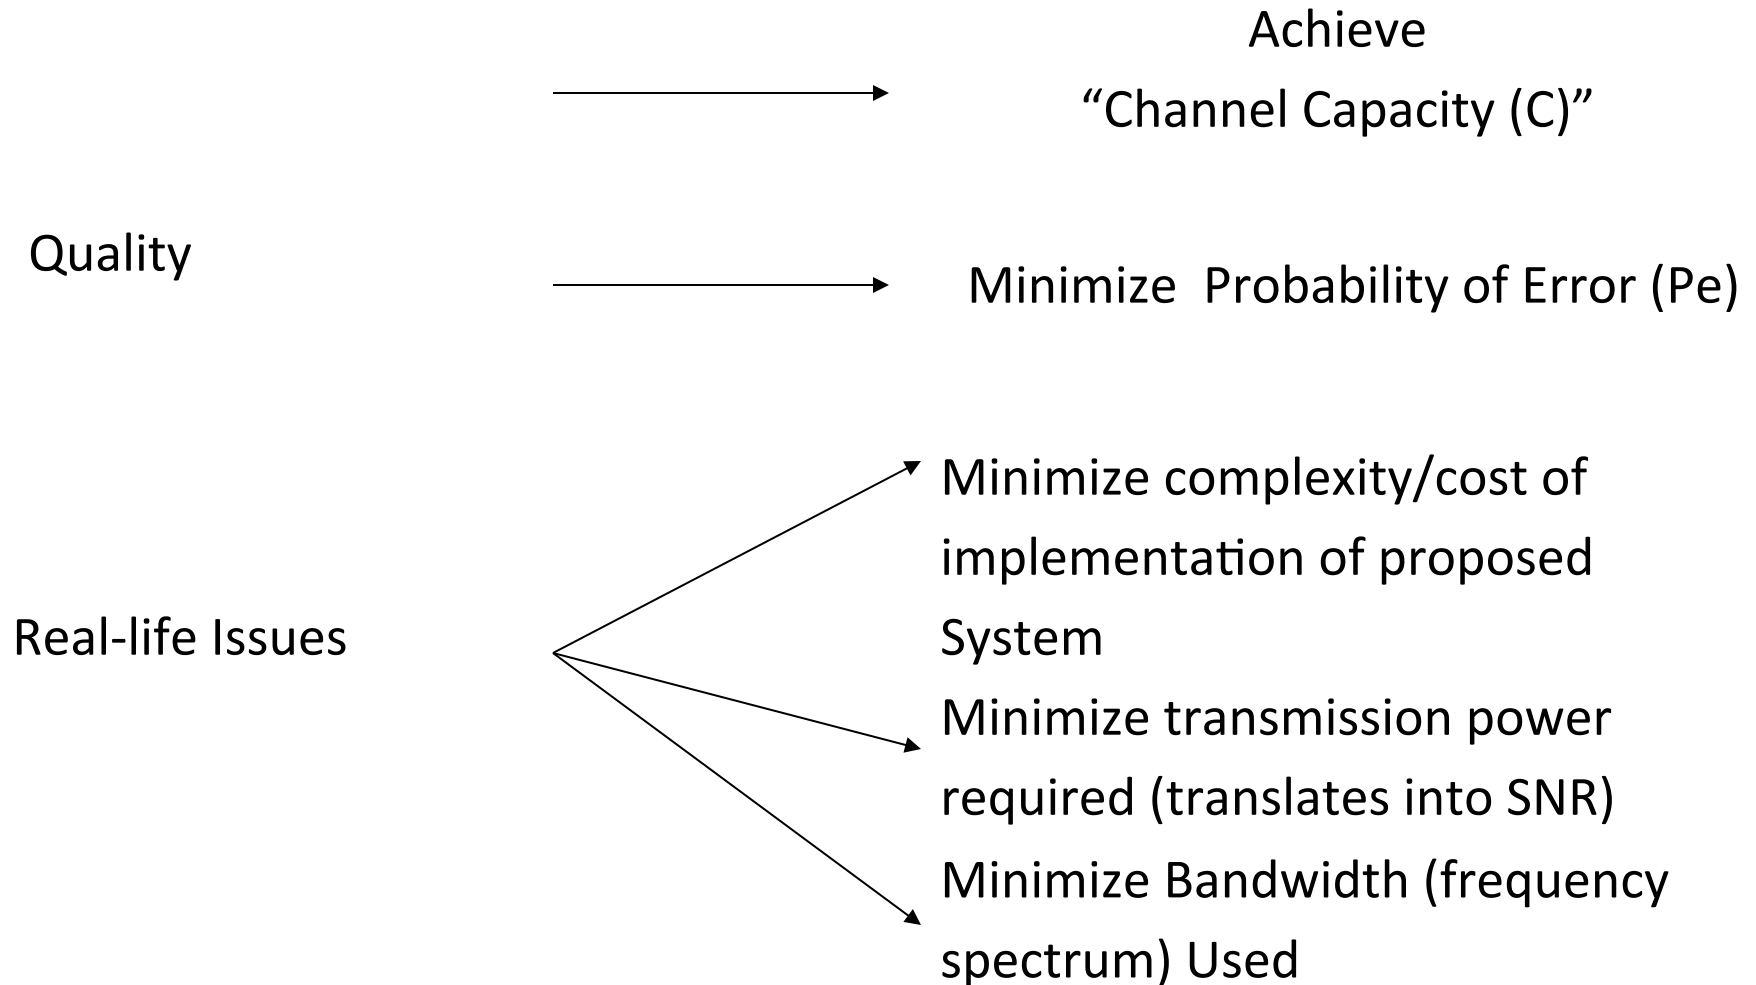 Achieve
“Channel Capacity (C)”
Quality
Minimize  Probability of Error (Pe)
Minimize complexity/cost of
implementation of proposed
Real-life Issues
System
Minimize transmission power
required (translates into SNR)
Minimize Bandwidth (frequency
spectrum) Used